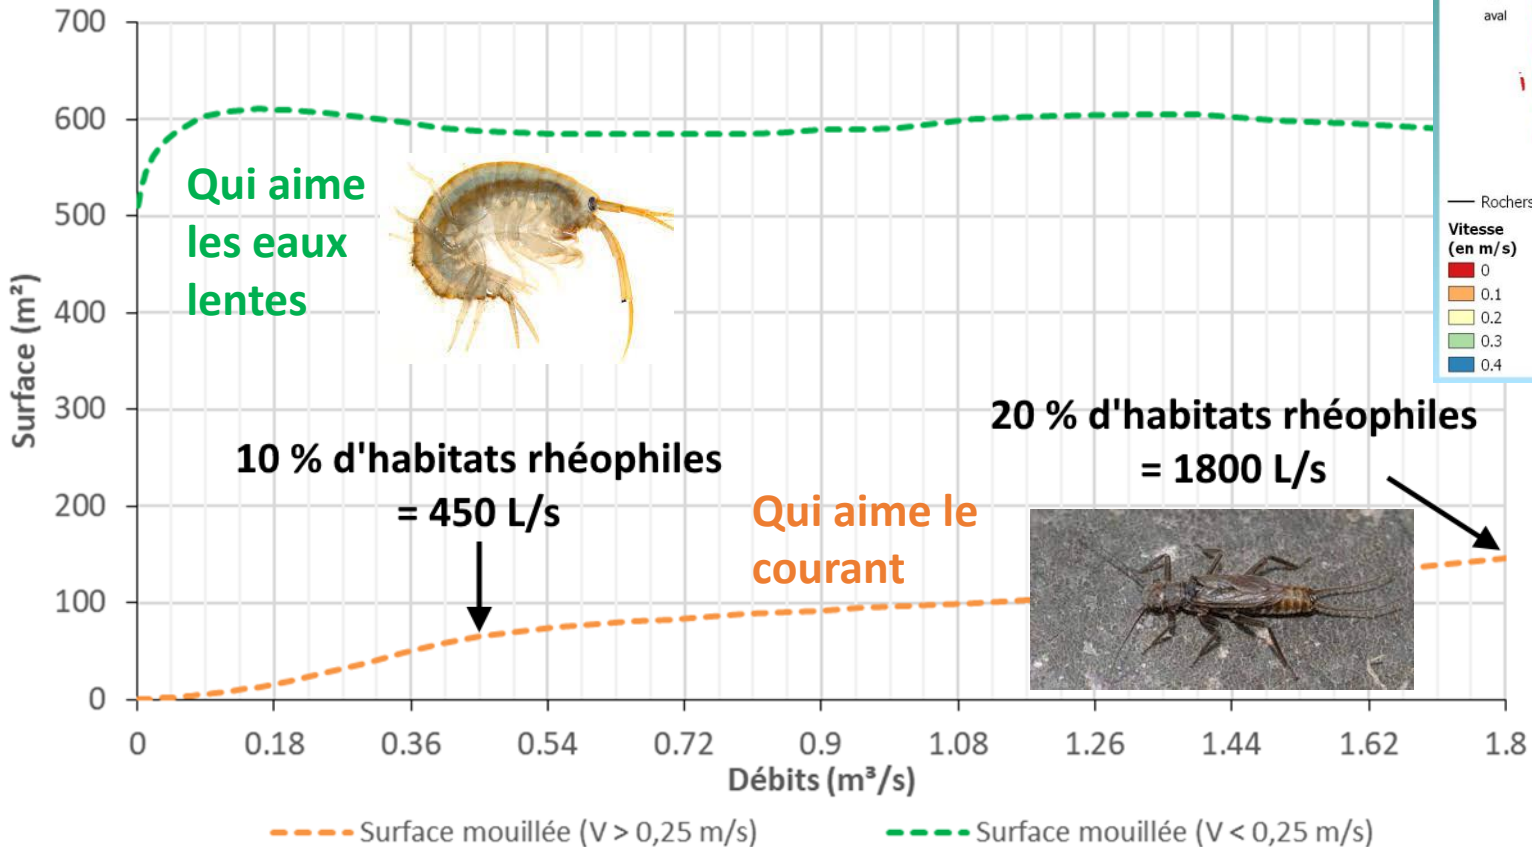 700
600
500
400
300
200
100
0
Surface (m²)
Qui aime
les eaux
lentes
10 % d'habitats rhéophiles
= 450 L/s
Qui aime le
courant
20 % d'habitats rhéophiles
= 1800 L/s
aval
Rochers
Vitesse
(en m/s)
0
0.1
0.2
0.3
0.4
0 0.18 0.36 0.54 0.72 0.9 1.08 1.26 1.44 1.62 1.8
Débits (m³/s)
Surface mouillée (V > 0,25 m/s) Surface mouillée (V < 0,25 m/s)